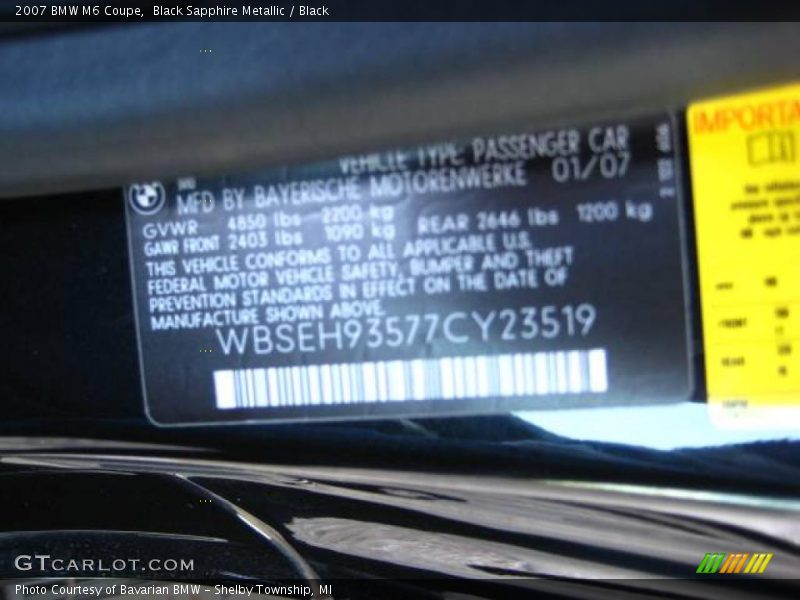 2007 BMW M6 Coupe, Black Sapphire Metallic / Black
VEHICLE TYPE PASSENGER CAR
MFD BY BAYERISCHE MOTORENWERKE 01/07
GVWR 4850 lbs 2200 kg
GAWR FRONT 2403 lbs 1090 kg REAR 2646 lbs 1200 kg
THIS VEHICLE CONFORMS TO ALL APPLICABLE U.S.
FEDERAL MOTOR VEHICLE SAFETY, BUMPER AND THEFT
PREVENTION STANDARDS IN EFFECT ON THE DATE OF
MANUFACTURE SHOWN ABOVE.
WBSEH93577CY23519
GTCARLOT.COM
Photo Courtesy of Bavarian BMW - Shelby Township, MI